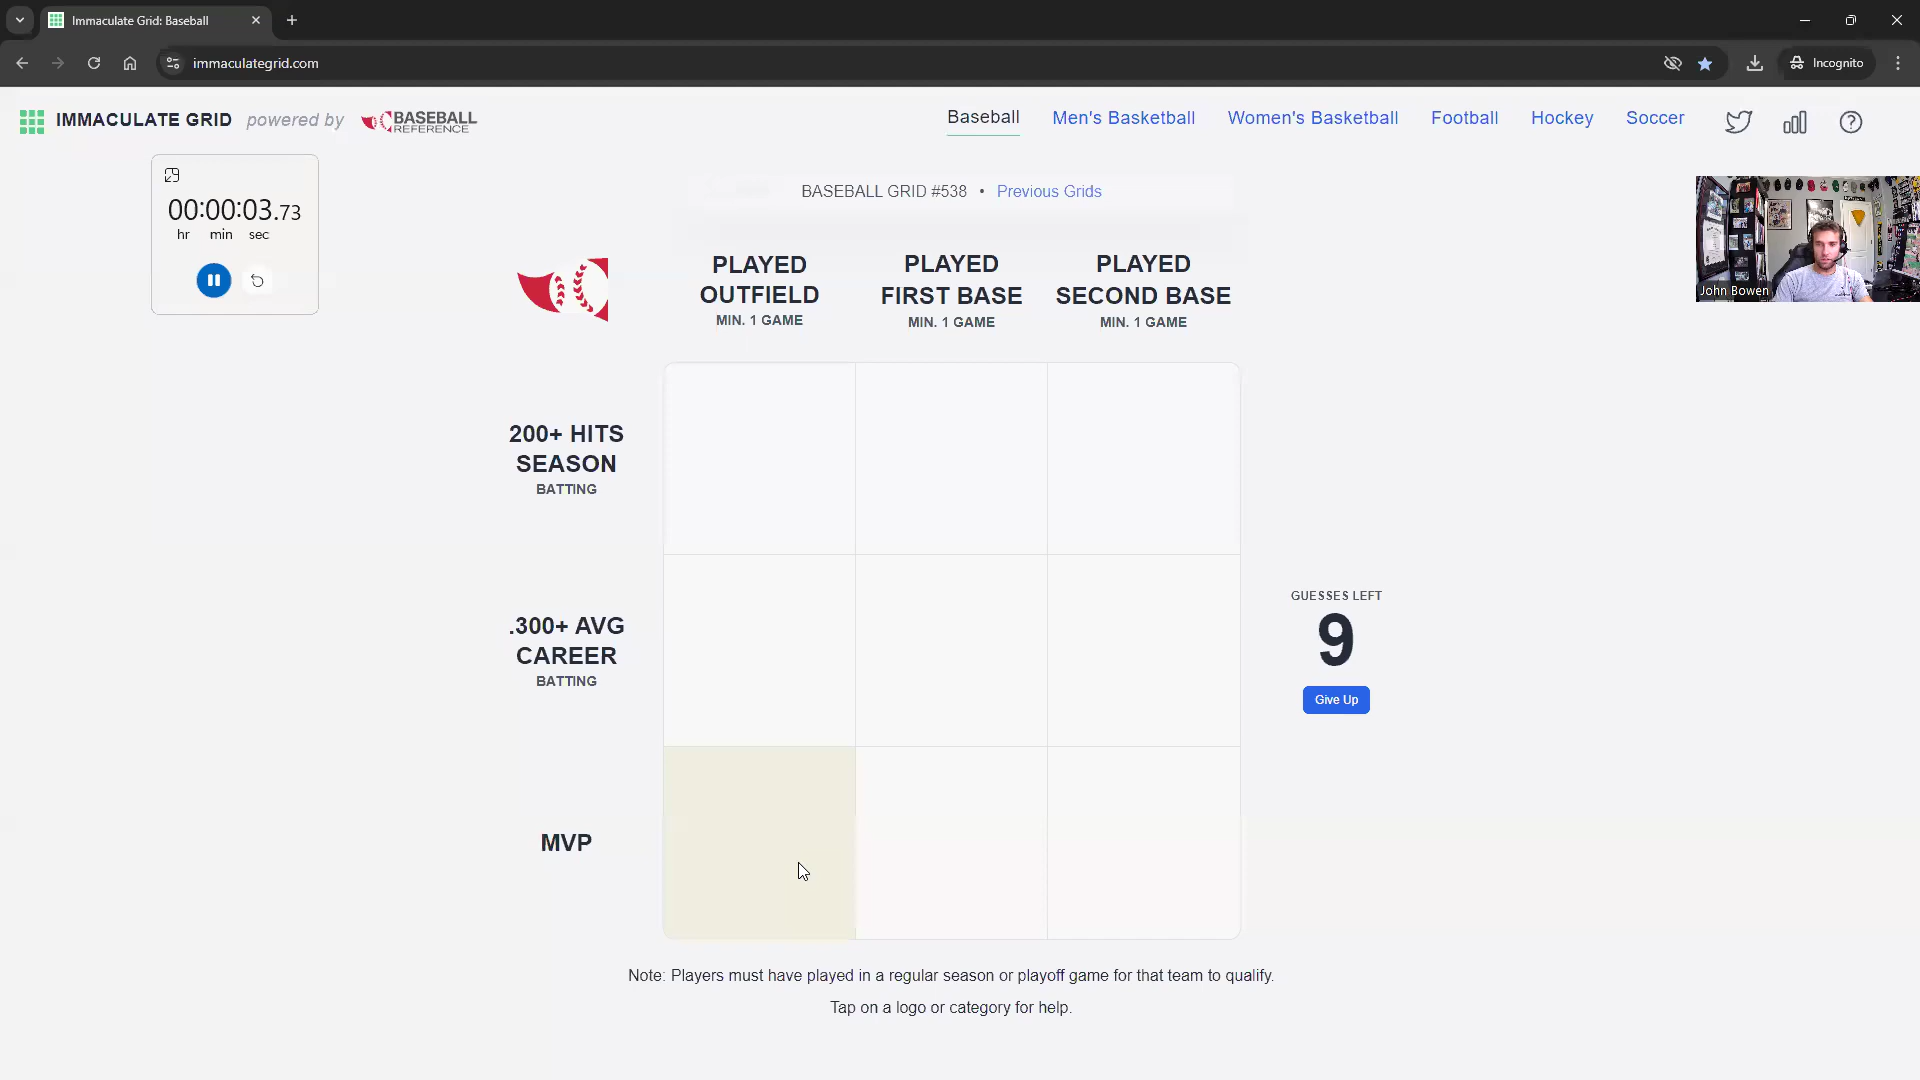 Immaculate Grid: Baseball
immaculategrid.com
Incognito
IMMACULATE GRID powered by BASEBALL REFERENCE
Baseball
Men's Basketball
Women's Basketball
Football
Hockey
Soccer
00:00:03.73
hr min sec
BASEBALL GRID #538 • Previous Grids
John Bowen
PLAYED OUTFIELD
MIN. 1 GAME
PLAYED FIRST BASE
MIN. 1 GAME
PLAYED SECOND BASE
MIN. 1 GAME
200+ HITS
SEASON
BATTING
.300+ AVG
CAREER
BATTING
MVP
GUESSES LEFT
9
Give Up
Note: Players must have played in a regular season or playoff game for that team to qualify.
Tap on a logo or category for help.